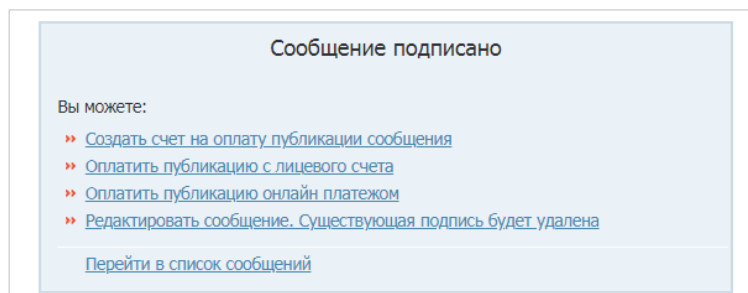 Сообщение подписано
Вы можете:
Создать счет на оплату публикации сообщения
Оплатить публикацию с лицевого счета
Оплатить публикацию онлайн платежом
Редактировать сообщение. Существующая подпись будет удалена
Перейти в список сообщений